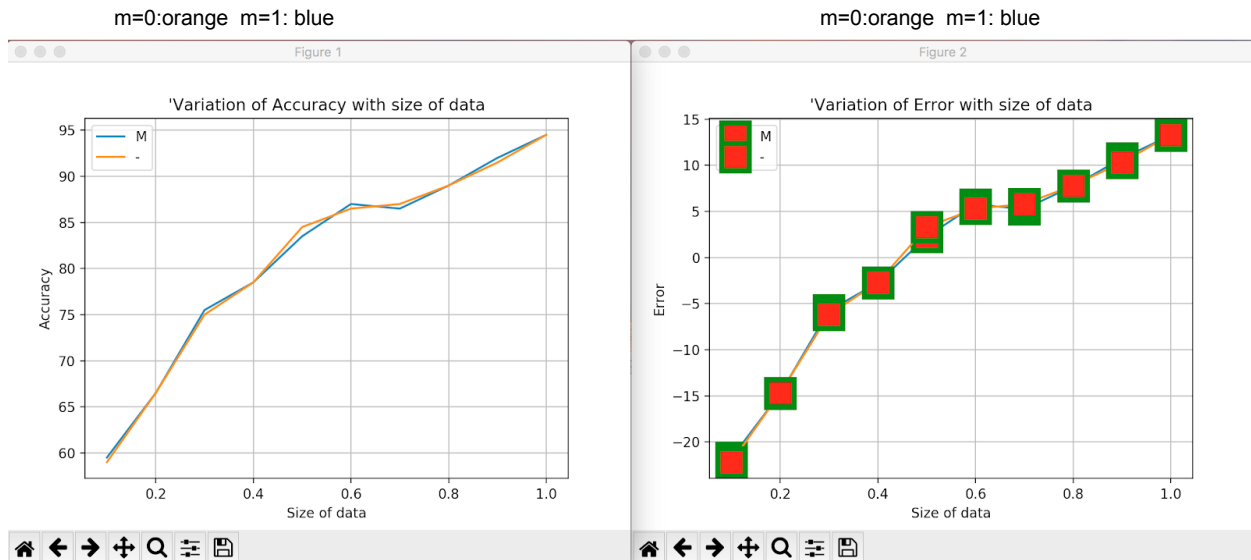 m=0:orange  m=1: blue
Figure 1
'Variation of Accuracy with size of data
M
-
95
90
85
80
75
70
65
60
Accuracy
0.2 0.4 0.6 0.8 1.0
Size of data
m=0:orange  m=1: blue
Figure 2
'Variation of Error with size of data
M
-
15
10
5
0
−5
−10
−15
−20
Error
0.2 0.4 0.6 0.8 1.0
Size of data